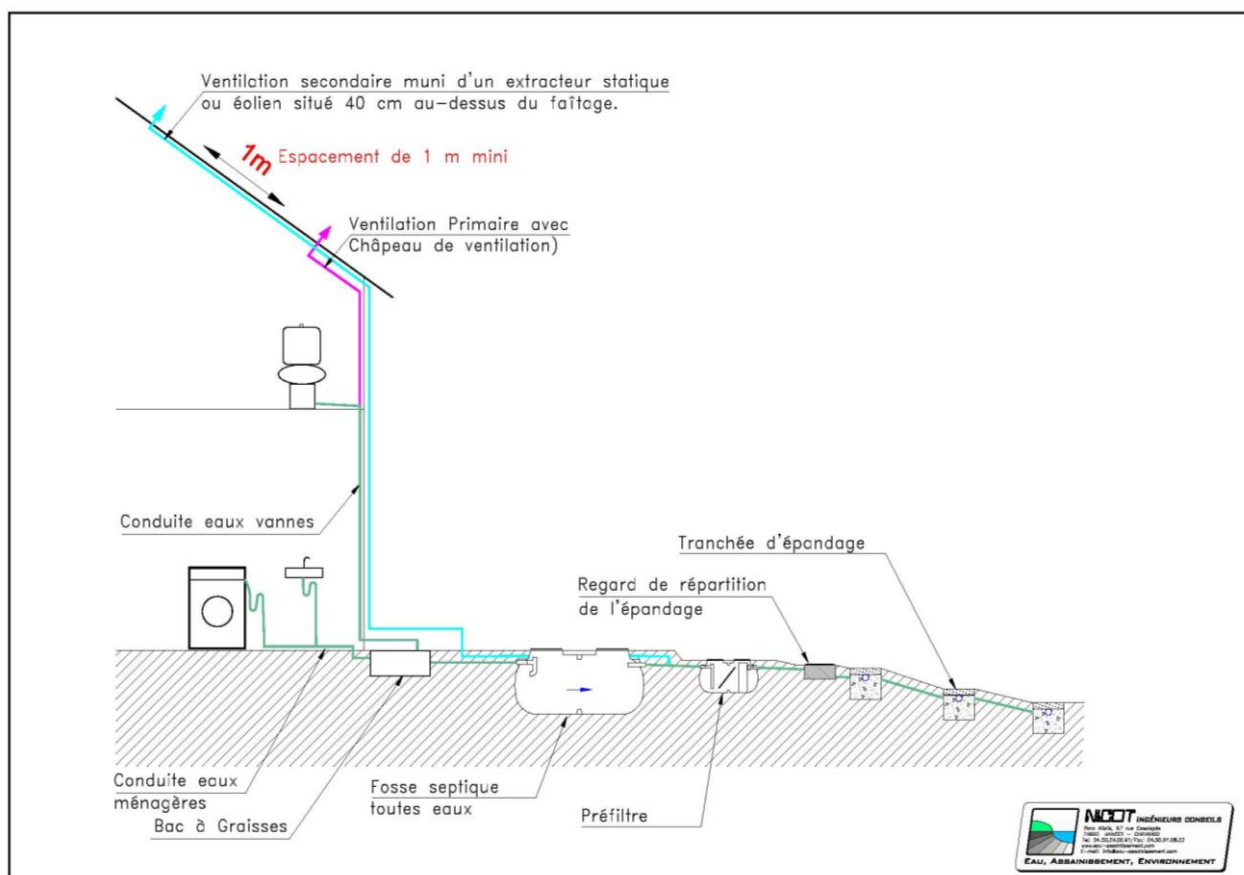 Ventilation secondaire muni d'un extracteur statique
ou éolien situé 40 cm au-dessus du faîtage.
1m Espacement de 1 m mini
Ventilation Primaire avec
Châpeau de ventilation)
Conduite eaux vannes
Tranchée d'épandage
Regard de répartition
de l'épandage
Conduite eaux
ménagères
Bac à Graisses
Fosse septique
toutes eaux
Préfiltre
NICOT INGÉNIEURS CONSEILS
EAU, ASSAINISSEMENT, ENVIRONNEMENT